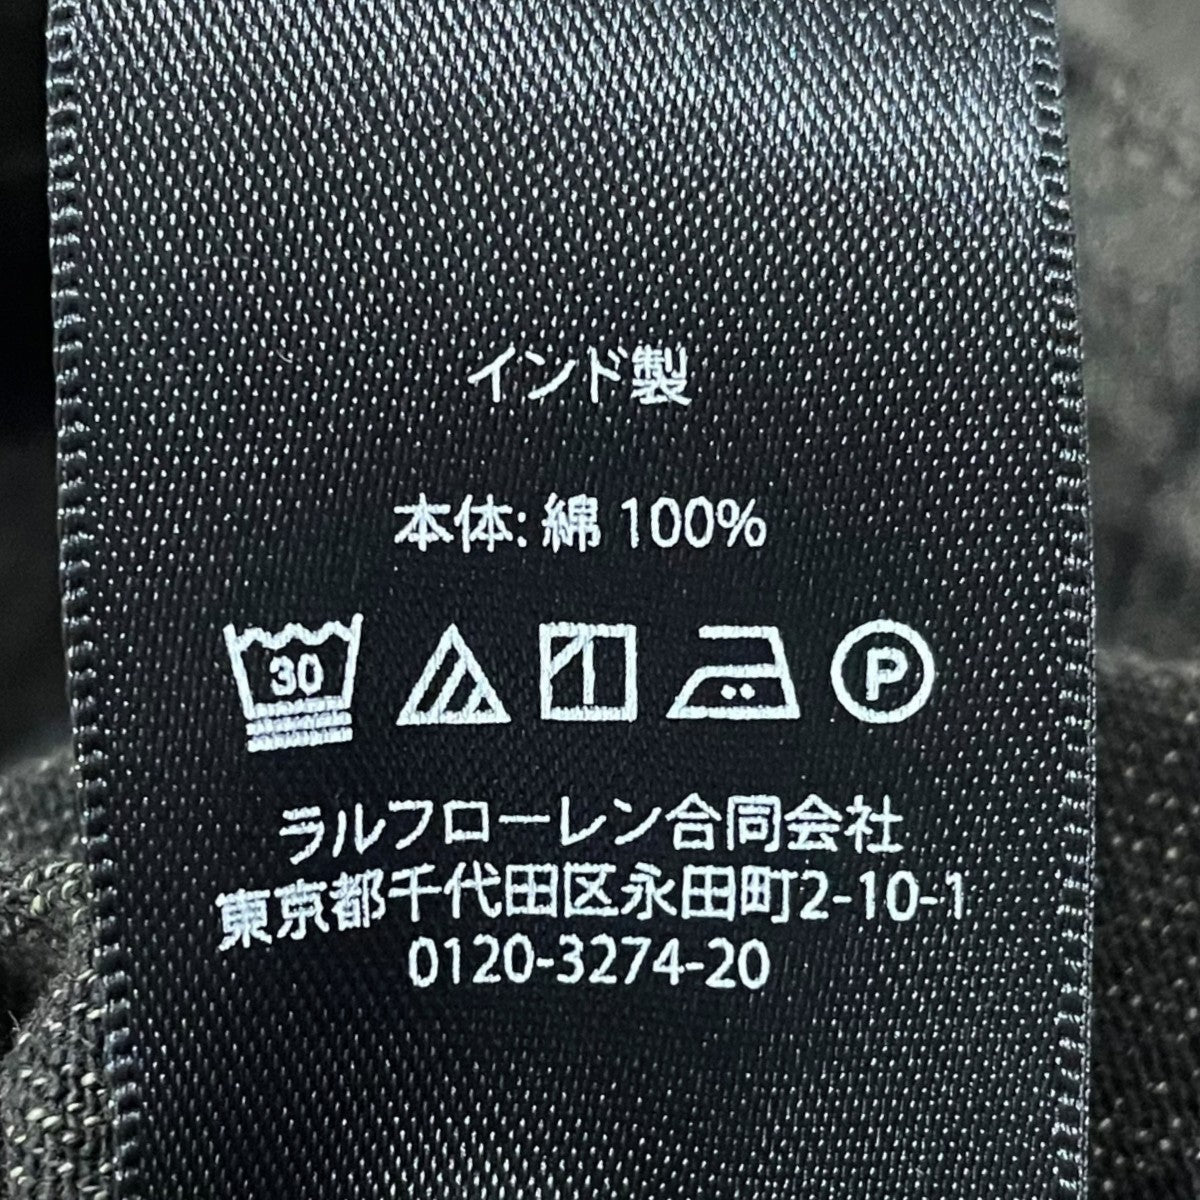 インド製
本体: 綿 100%
30 P
ラルフローレン合同会社
東京都千代田区永田町2-10-1
0120-3274-20